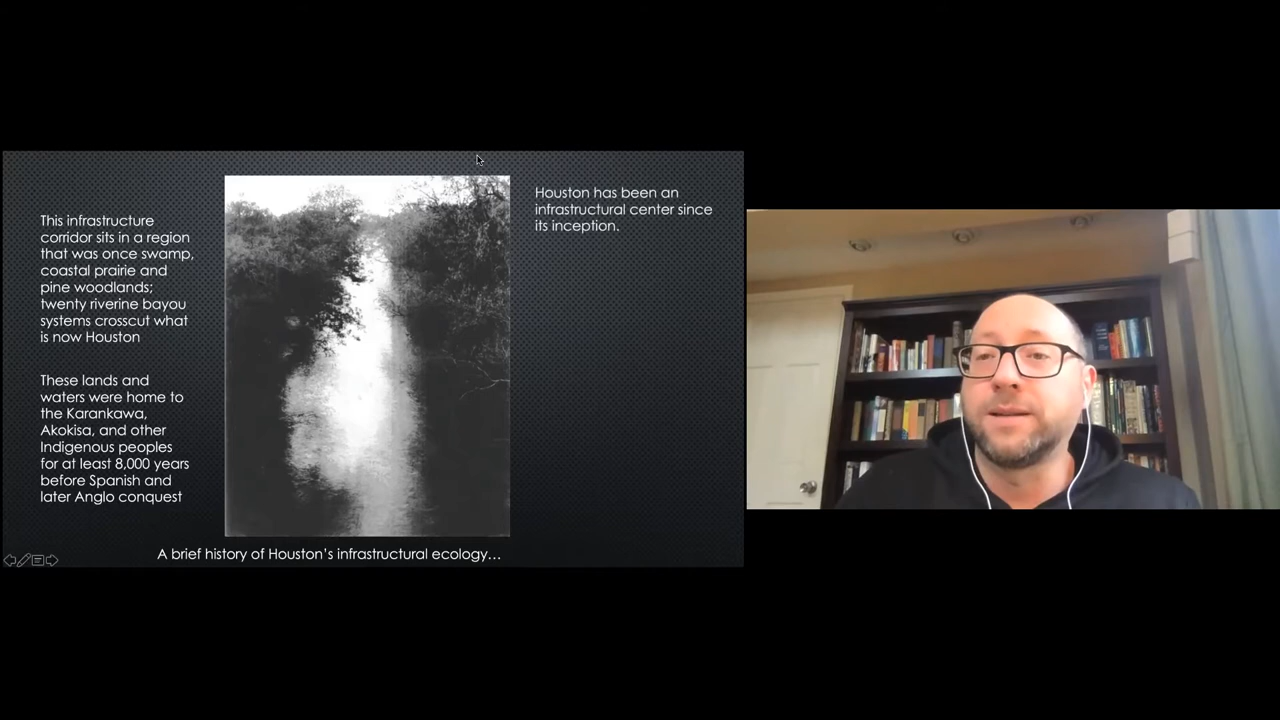 This infrastructure
corridor sits in a region
that was once swamp,
coastal prairie and
pine woodlands;
twenty riverine bayou
systems crosscut what
is now Houston
These lands and
waters were home to
the Karankawa,
Akokisa, and other
Indigenous peoples
for at least 8,000 years
before Spanish and
later Anglo conquest
Houston has been an
infrastructural center since
its inception.
A brief history of Houston’s infrastructural ecology…